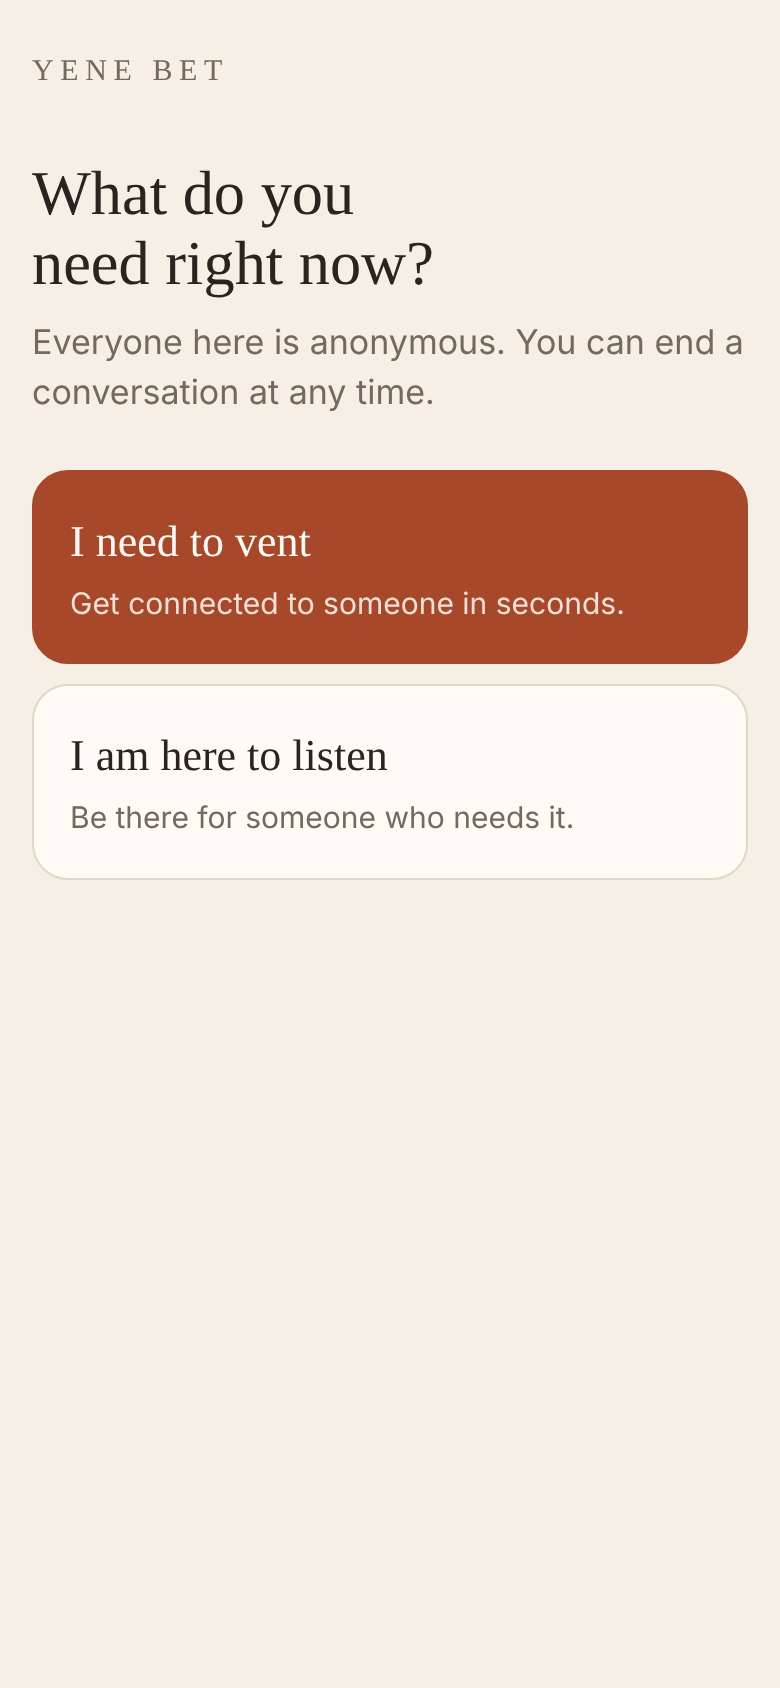 YENE BET
What do you
need right now?
Everyone here is anonymous. You can end a
conversation at any time.
I need to vent
Get connected to someone in seconds.
I am here to listen
Be there for someone who needs it.